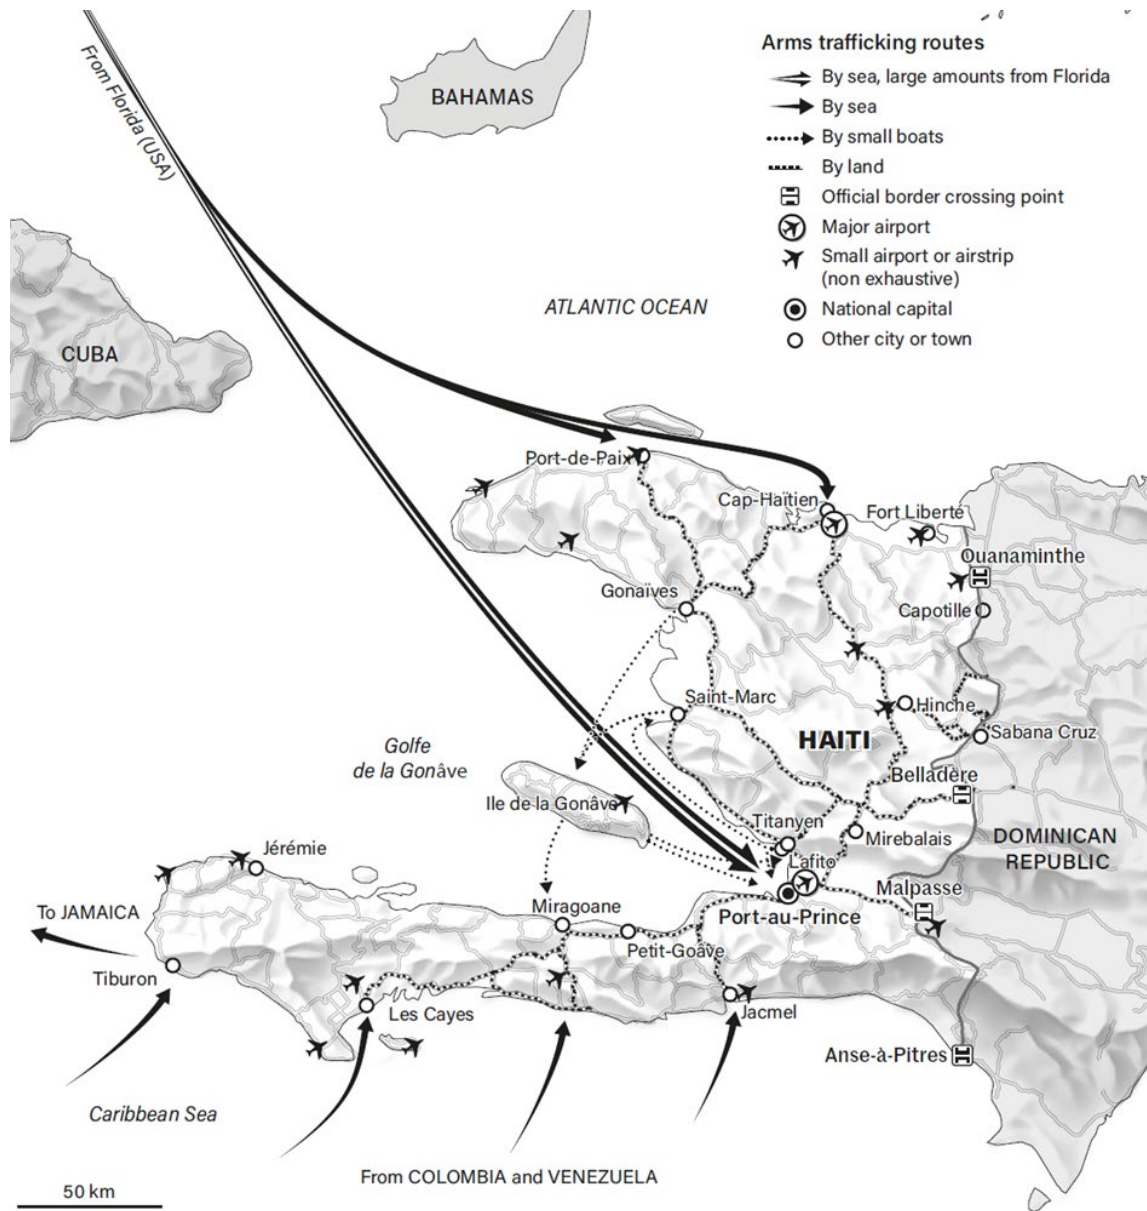 From Florida (USA)
BAHAMAS
Arms trafficking routes
By sea, large amounts from Florida
By sea
By small boats
By land
Official border crossing point
Major airport
Small airport or airstrip
(non exhaustive)
National capital
Other city or town
ATLANTIC OCEAN
CUBA
Port-de-Paix
Cap-Haïtien
Fort Liberté
Ouanaminthe
Gonaïves
Capotille
Saint-Marc
Hinche
HAITI
Sabana Cruz
Golfe
de la Gonâve
Belladère
Ile de la Gonâve
Titanyen
Mirebalais
DOMINICAN
REPUBLIC
Jérémie
Lafito
Malpasse
To JAMAICA
Miragoane
Port-au-Prince
Petit-Goâve
Tiburon
Les Cayes
Jacmel
Anse-à-Pitres
Caribbean Sea
From COLOMBIA and VENEZUELA
50 km